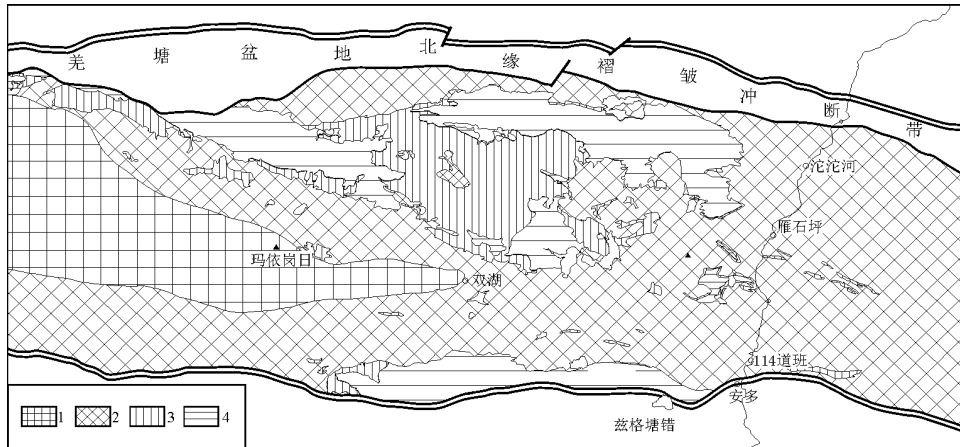 羌塘盆地北缘褶皱冲断带
沱沱河
雁石坪
玛依岗日
双湖
114道班
安多
兹格塘错
1 2 3 4